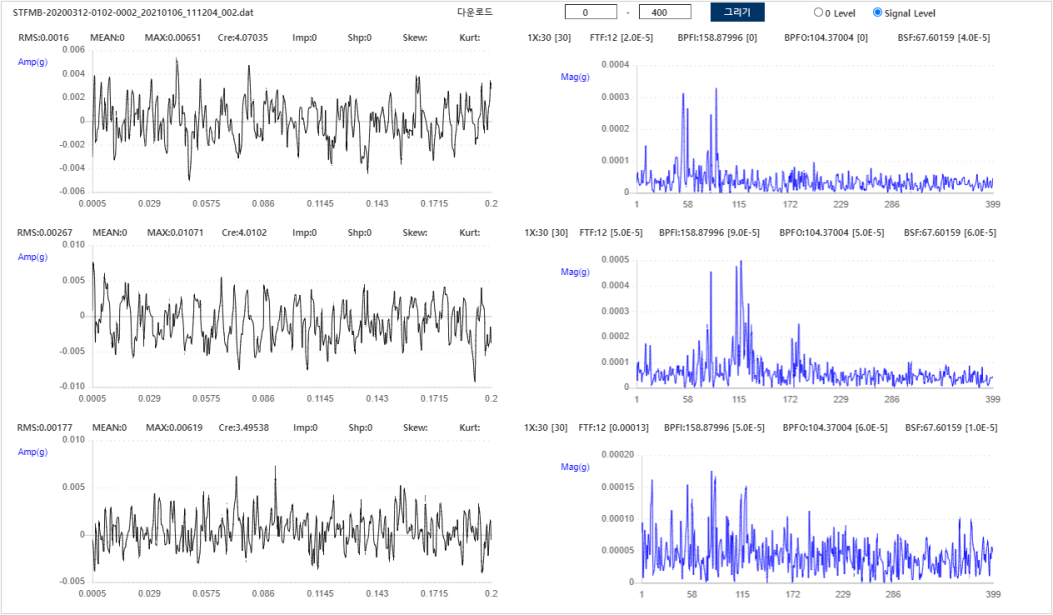 STFMB-20200312-0102-0002_20210106_111204_002.dat 다운로드 0 - 400 그리기 0 Level Signal Level
RMS:0.0016 MEAN:0 MAX:0.00651 Cre:4.07035 Imp:0 Shp:0 Skew: Kurt: 1X:30 [30] FTF:12 [2.0E-5] BPFI:158.87996 [0] BPFO:104.37004 [0] BSF:67.60159 [4.0E-5]
Amp(g)
0.006
0.004
0.002
0
-0.002
-0.004
-0.006
0.0005 0.029 0.0575 0.086 0.1145 0.143 0.1715 0.2
Mag(g)
0.0004
0.0003
0.0002
0.0001
0
1 58 115 172 229 286 399
RMS:0.00267 MEAN:0 MAX:0.01071 Cre:4.0102 Imp:0 Shp:0 Skew: Kurt: 1X:30 [30] FTF:12 [5.0E-5] BPFI:158.87996 [9.0E-5] BPFO:104.37004 [5.0E-5] BSF:67.60159 [6.0E-5]
Amp(g)
0.010
0.005
0
-0.005
-0.010
0.0005 0.029 0.0575 0.086 0.1145 0.143 0.1715 0.2
Mag(g)
0.0005
0.0004
0.0003
0.0002
0.0001
0
1 58 115 172 229 286 399
RMS:0.00177 MEAN:0 MAX:0.00619 Cre:3.49538 Imp:0 Shp:0 Skew: Kurt: 1X:30 [30] FTF:12 [0.00013] BPFI:158.87996 [5.0E-5] BPFO:104.37004 [6.0E-5] BSF:67.60159 [1.0E-5]
Amp(g)
0.010
0.005
0
-0.005
0.0005 0.029 0.0575 0.086 0.1145 0.143 0.1715 0.2
Mag(g)
0.00020
0.00015
0.00010
0.00005
0
1 58 115 172 229 286 399